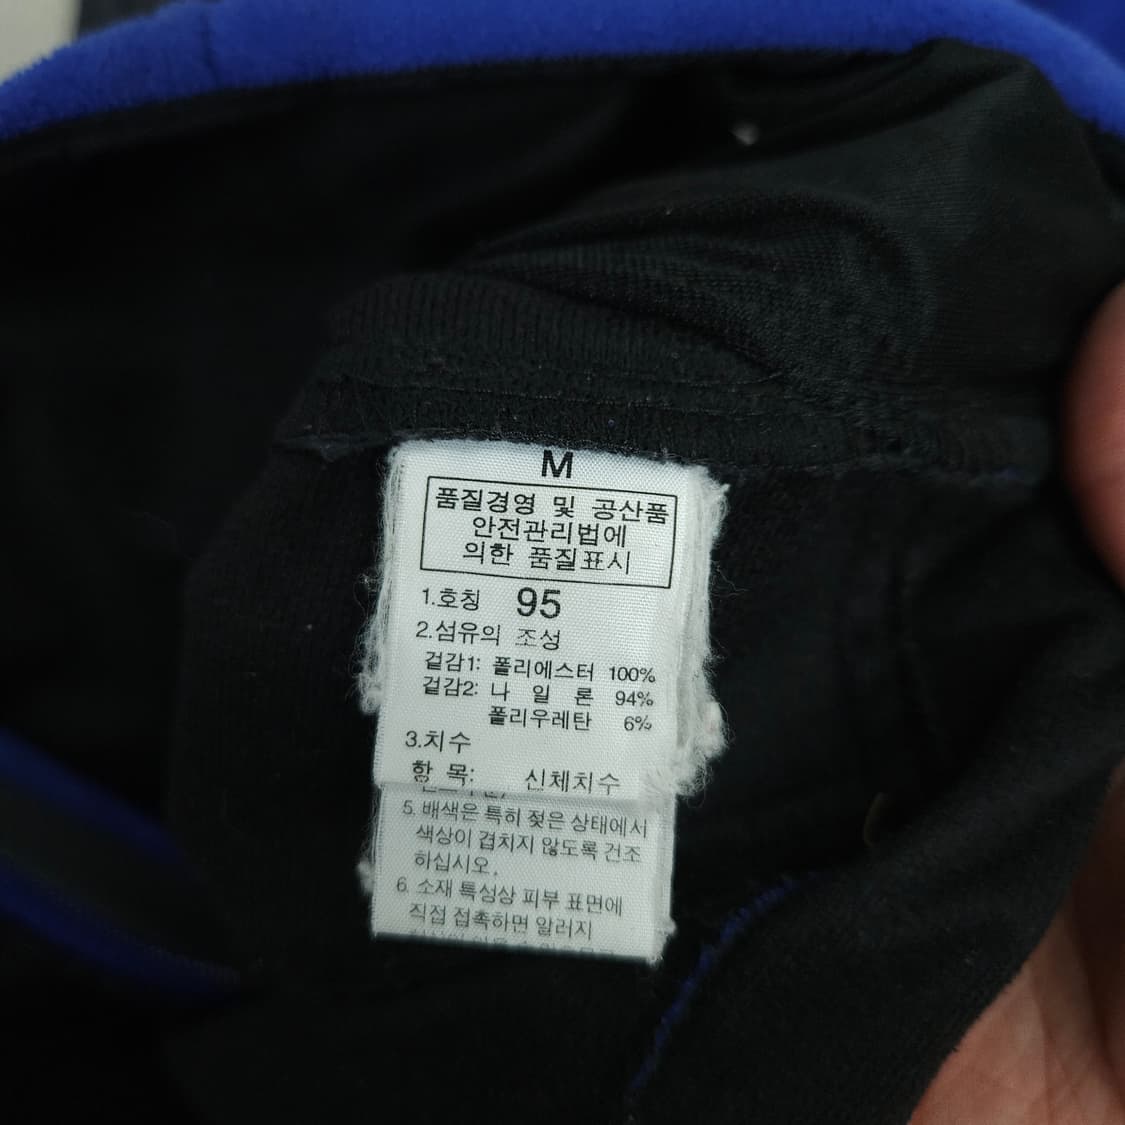 M
품질경영 및 공산품
안전관리법에
의한 품질표시
1.호칭 95
2.섬유의 조성
겉감1: 폴리에스터 100%
겉감2: 나 일 론 94%
폴리우레탄 6%
3.치수
항 목: 신체치수
5. 배색은 특히 젖은 상태에서
색상이 겹치지 않도록 건조
하십시오.
6. 소재 특성상 피부 표면에
직접 접촉하면 알러지